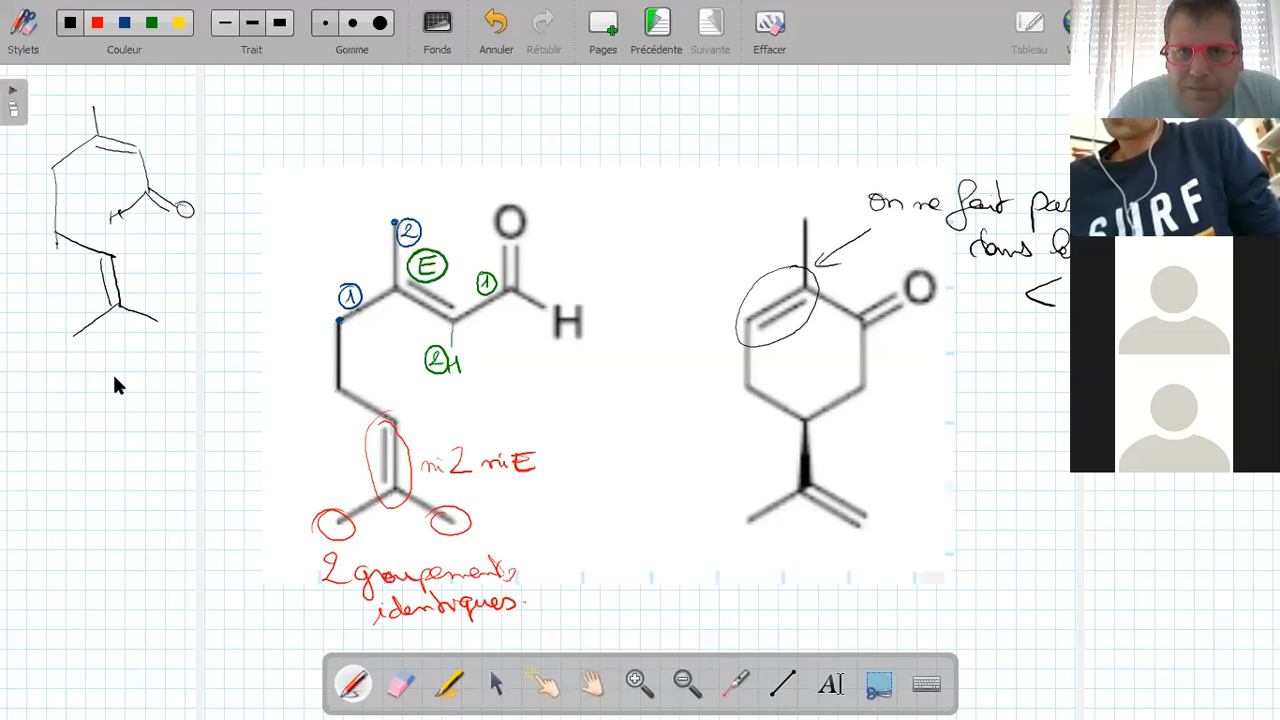 Stylets
Couleur
Trait
Gomme
Fonds
Annuler
Rétablir
Pages
Précédente
Suivante
Effacer
Tableau
O
H
2
E
1
1
O
H
2H
ni Z ni E
2 groupements
identiques.
on ne fait pas
dans le
O
SURF
AI